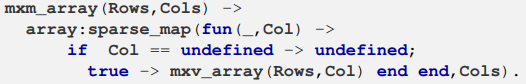 mxm_array(Rows,Cols) ->
  array:sparse_map(fun(_,Col) ->
      if  Col == undefined -> undefined;
        true -> mxv_array(Rows,Col) end end,Cols).